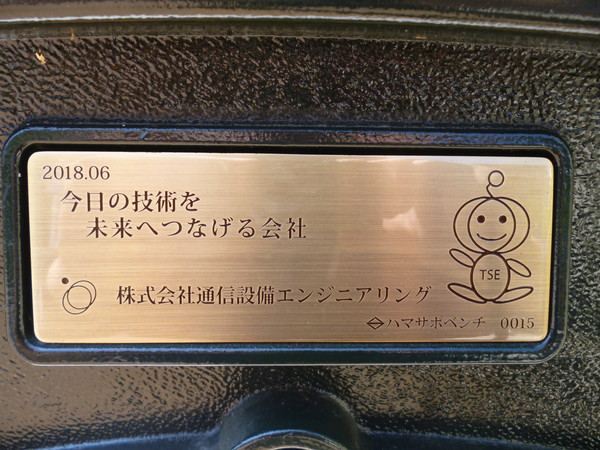 2018.06
今日の技術を
未来へつなげる会社
TSE
株式会社通信設備エンジニアリング
ハマサポベンチ 0015